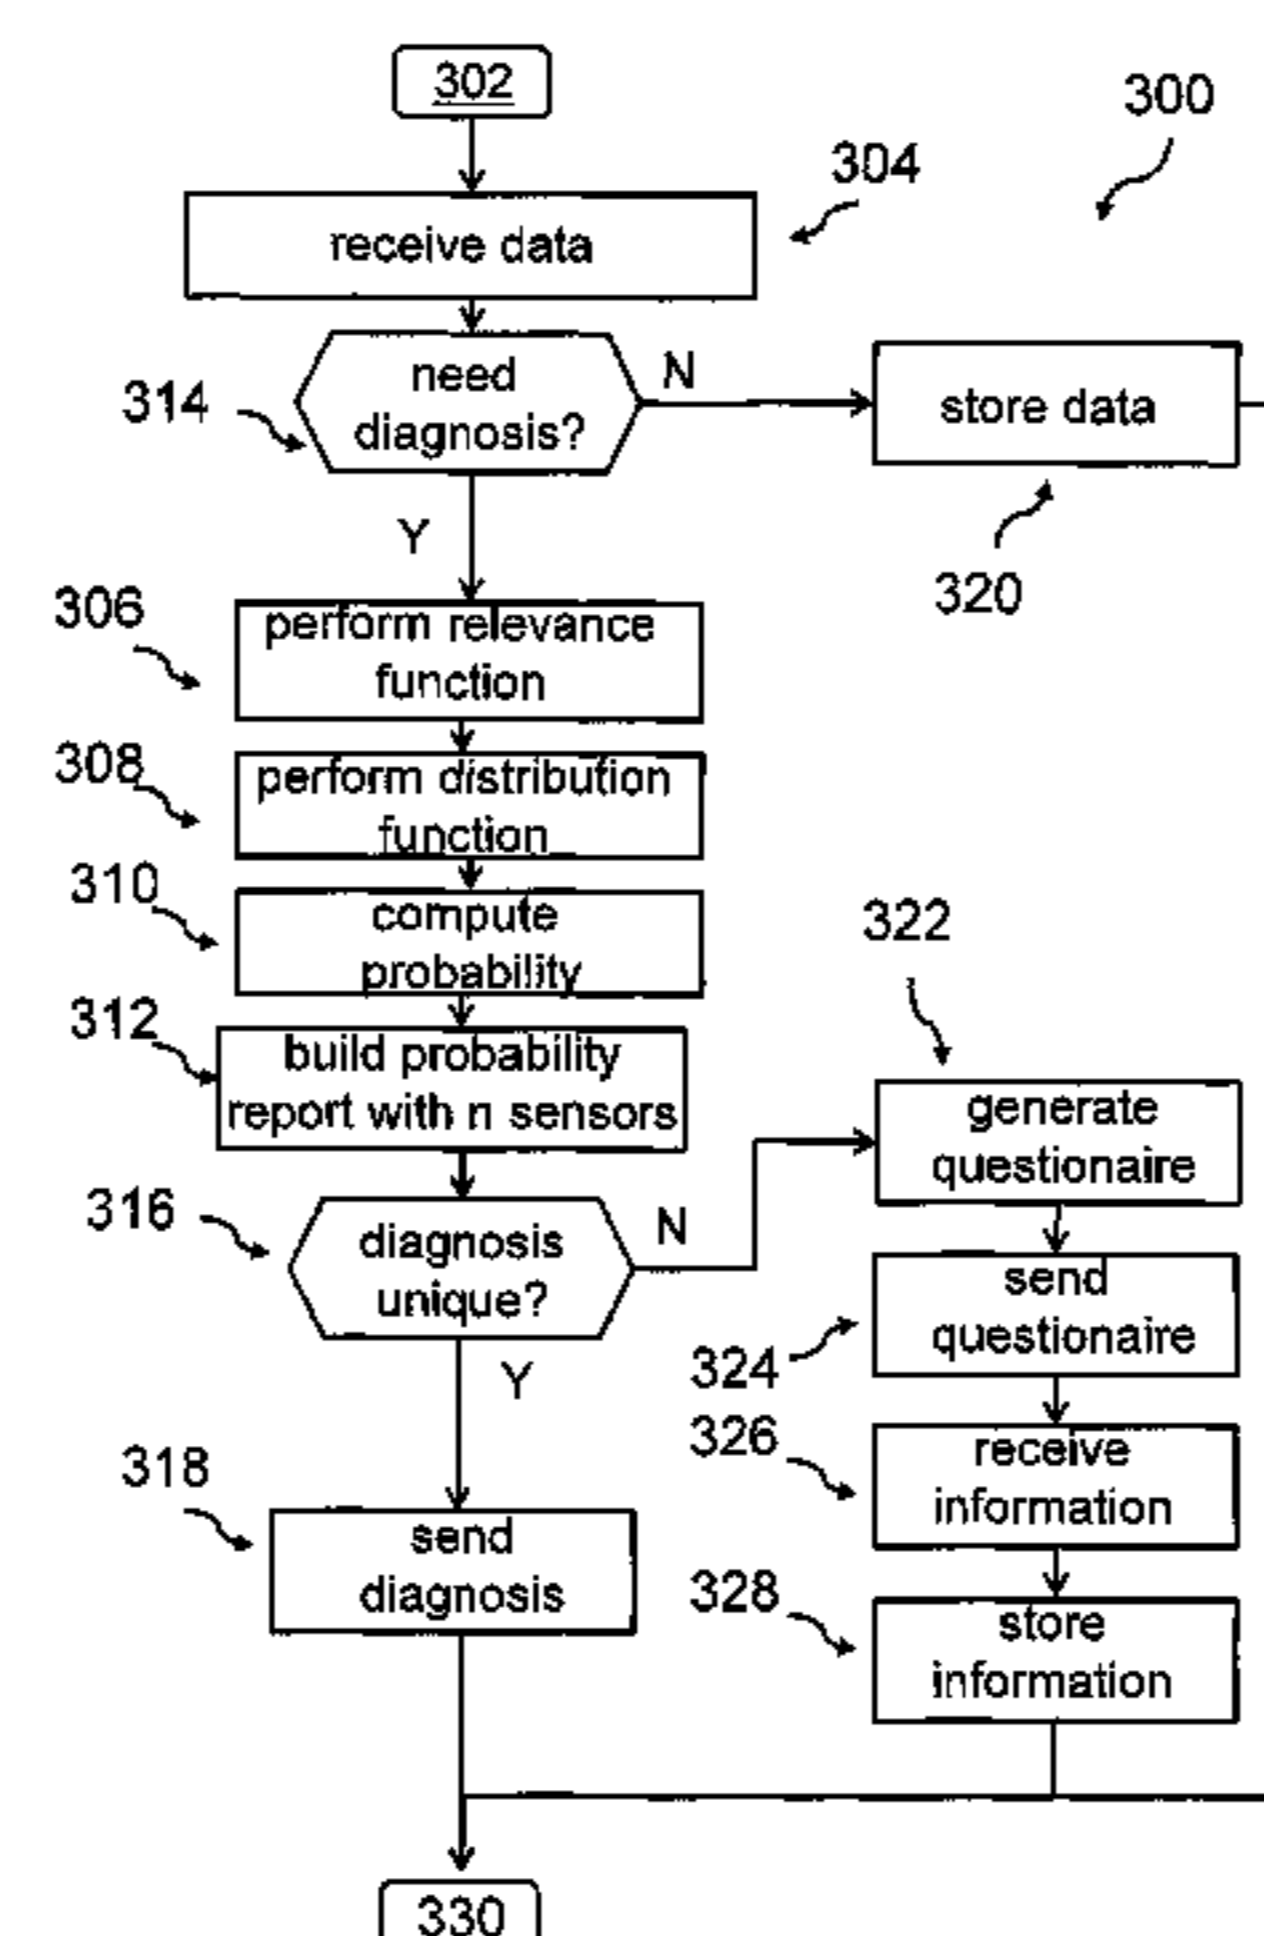 302
300
304
receive data
314
need
diagnosis?
N
store data
320
Y
306
perform relevance
function
308
perform distribution
function
310
compute
probability
312
build probability
report with n sensors
316
diagnosis
unique?
N
322
generate
questionaire
324
send
questionaire
326
receive
information
328
store
information
Y
318
send
diagnosis
330